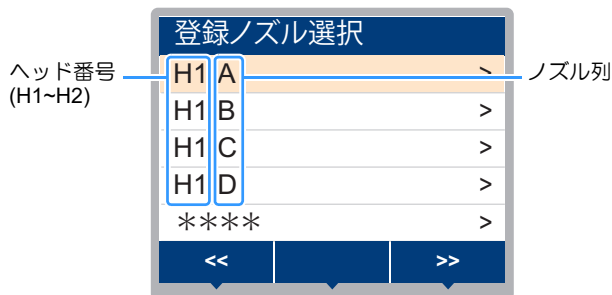 登録ノズル選択
ヘッド番号
(H1~H2)
H1 A >
ノズル列
H1 B >
H1 C >
H1 D >
＊＊＊＊ >
<< >>